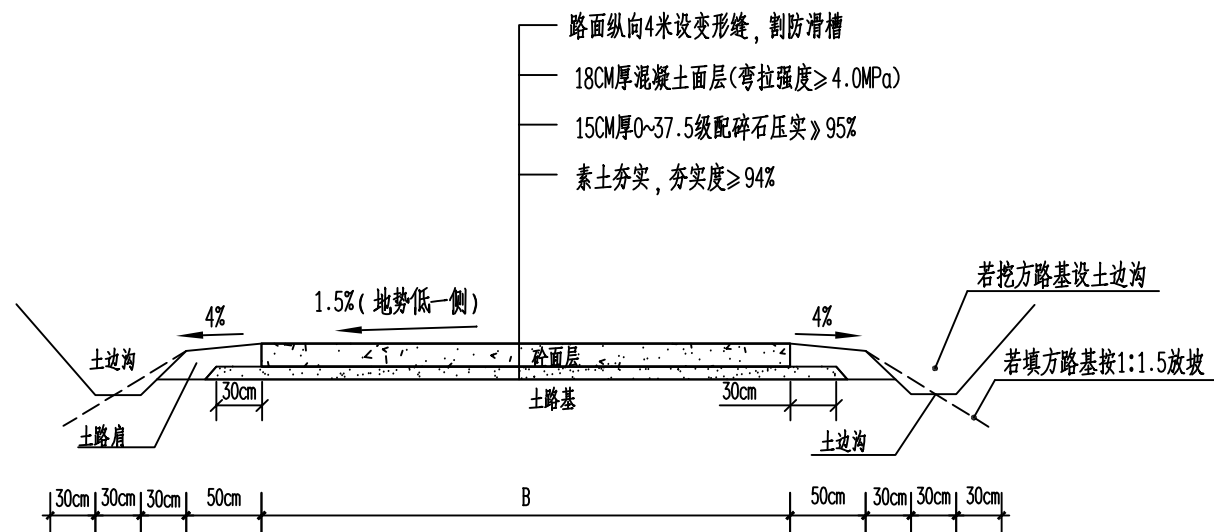 路面纵向4米设变形缝,割防滑槽
18CM厚混凝土面层(弯拉强度≥4.0MPa)
15CM厚0~37.5级配碎石压实》95%
素土夯实,夯实度≥94%
若挖方路基设土边沟
1.5%(地势低一侧)
4%
4%
土边沟
砼面层
若填方路基按1:1.5放坡
30cm
土路基
30cm
土路肩
土边沟
30cm 30cm 30cm 50cm B 50cm 30cm 30cm 30cm